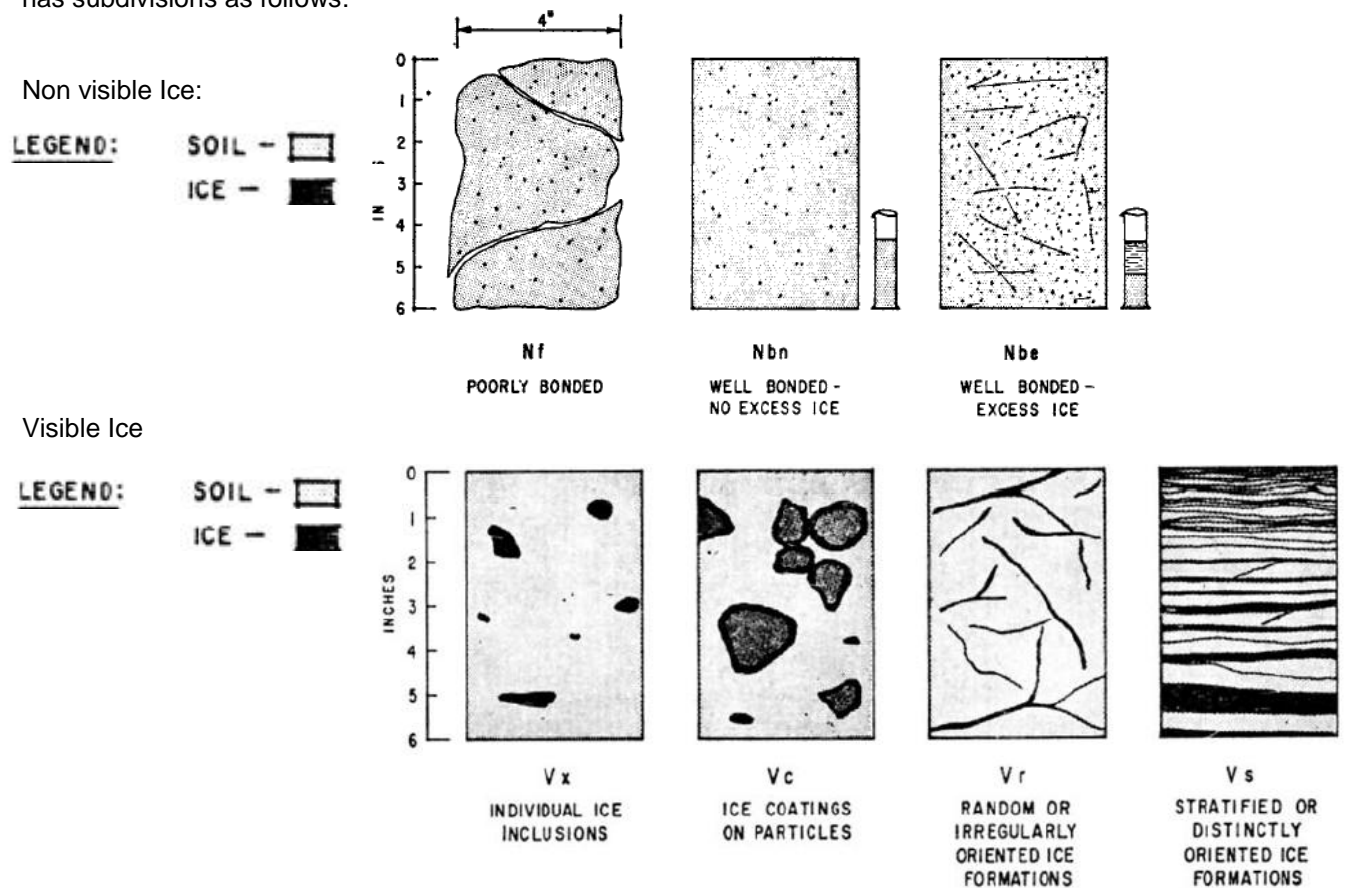 has subdivisions as follows:
4"
Non visible Ice:
LEGEND:
SOIL -
ICE -
0
1
2
3
4
5
6
IN S
Nf
POORLY BONDED
Nbn
WELL BONDED -
NO EXCESS ICE
Nbe
WELL BONDED -
EXCESS ICE
Visible Ice
LEGEND:
SOIL -
ICE -
0
1
2
3
4
5
6
INCHES
Vx
INDIVIDUAL ICE
INCLUSIONS
Vc
ICE COATINGS
ON PARTICLES
Vr
RANDOM OR
IRREGULARLY
ORIENTED ICE
FORMATIONS
Vs
STRATIFIED OR
DISTINCTLY
ORIENTED ICE
FORMATIONS